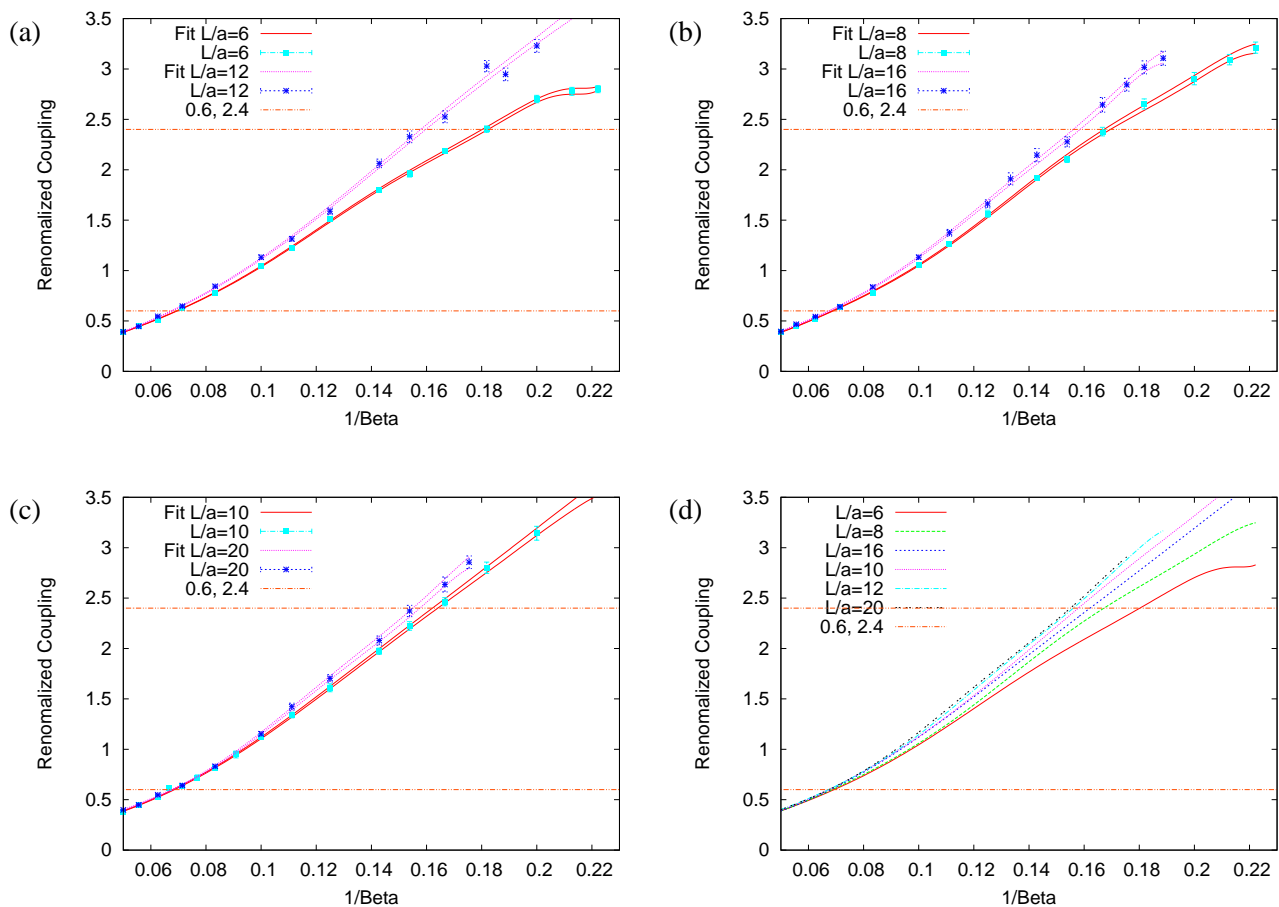 (a)
Fit L/a=6
L/a=6
Fit L/a=12
L/a=12
0.6, 2.4
Renomalized Coupling
3.5
3
2.5
2
1.5
1
0.5
0
0.06 0.08 0.1 0.12 0.14 0.16 0.18 0.2 0.22
1/Beta
(b)
Fit L/a=8
L/a=8
Fit L/a=16
L/a=16
0.6, 2.4
Renomalized Coupling
3.5
3
2.5
2
1.5
1
0.5
0
0.06 0.08 0.1 0.12 0.14 0.16 0.18 0.2 0.22
1/Beta
(c)
Fit L/a=10
L/a=10
Fit L/a=20
L/a=20
0.6, 2.4
Renomalized Coupling
3.5
3
2.5
2
1.5
1
0.5
0
0.06 0.08 0.1 0.12 0.14 0.16 0.18 0.2 0.22
1/Beta
(d)
L/a=6
L/a=8
L/a=16
L/a=10
L/a=12
L/a=20
0.6, 2.4
Renomalized Coupling
3.5
3
2.5
2
1.5
1
0.5
0
0.06 0.08 0.1 0.12 0.14 0.16 0.18 0.2 0.22
1/Beta